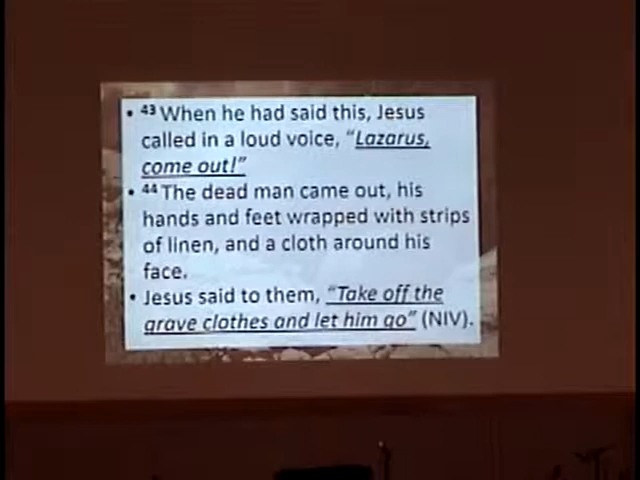 • ⁴³ When he had said this, Jesus
called in a loud voice, “Lazarus,
come out!”
• ⁴⁴ The dead man came out, his
hands and feet wrapped with strips
of linen, and a cloth around his
face.
• Jesus said to them, “Take off the
grave clothes and let him go” (NIV).